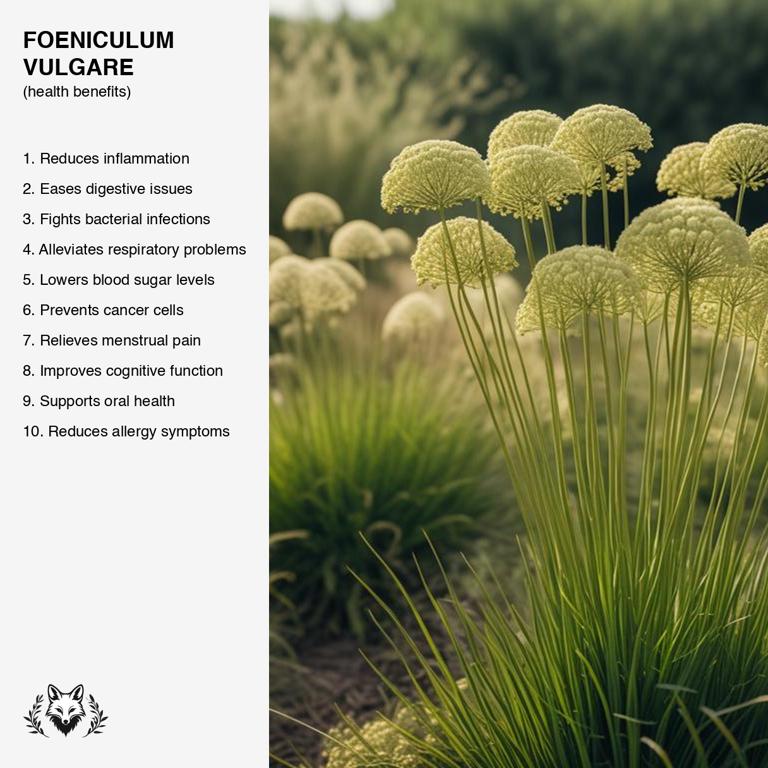 FOENICULUM
VULGARE
(health benefits)
1. Reduces inflammation
2. Eases digestive issues
3. Fights bacterial infections
4. Alleviates respiratory problems
5. Lowers blood sugar levels
6. Prevents cancer cells
7. Relieves menstrual pain
8. Improves cognitive function
9. Supports oral health
10. Reduces allergy symptoms